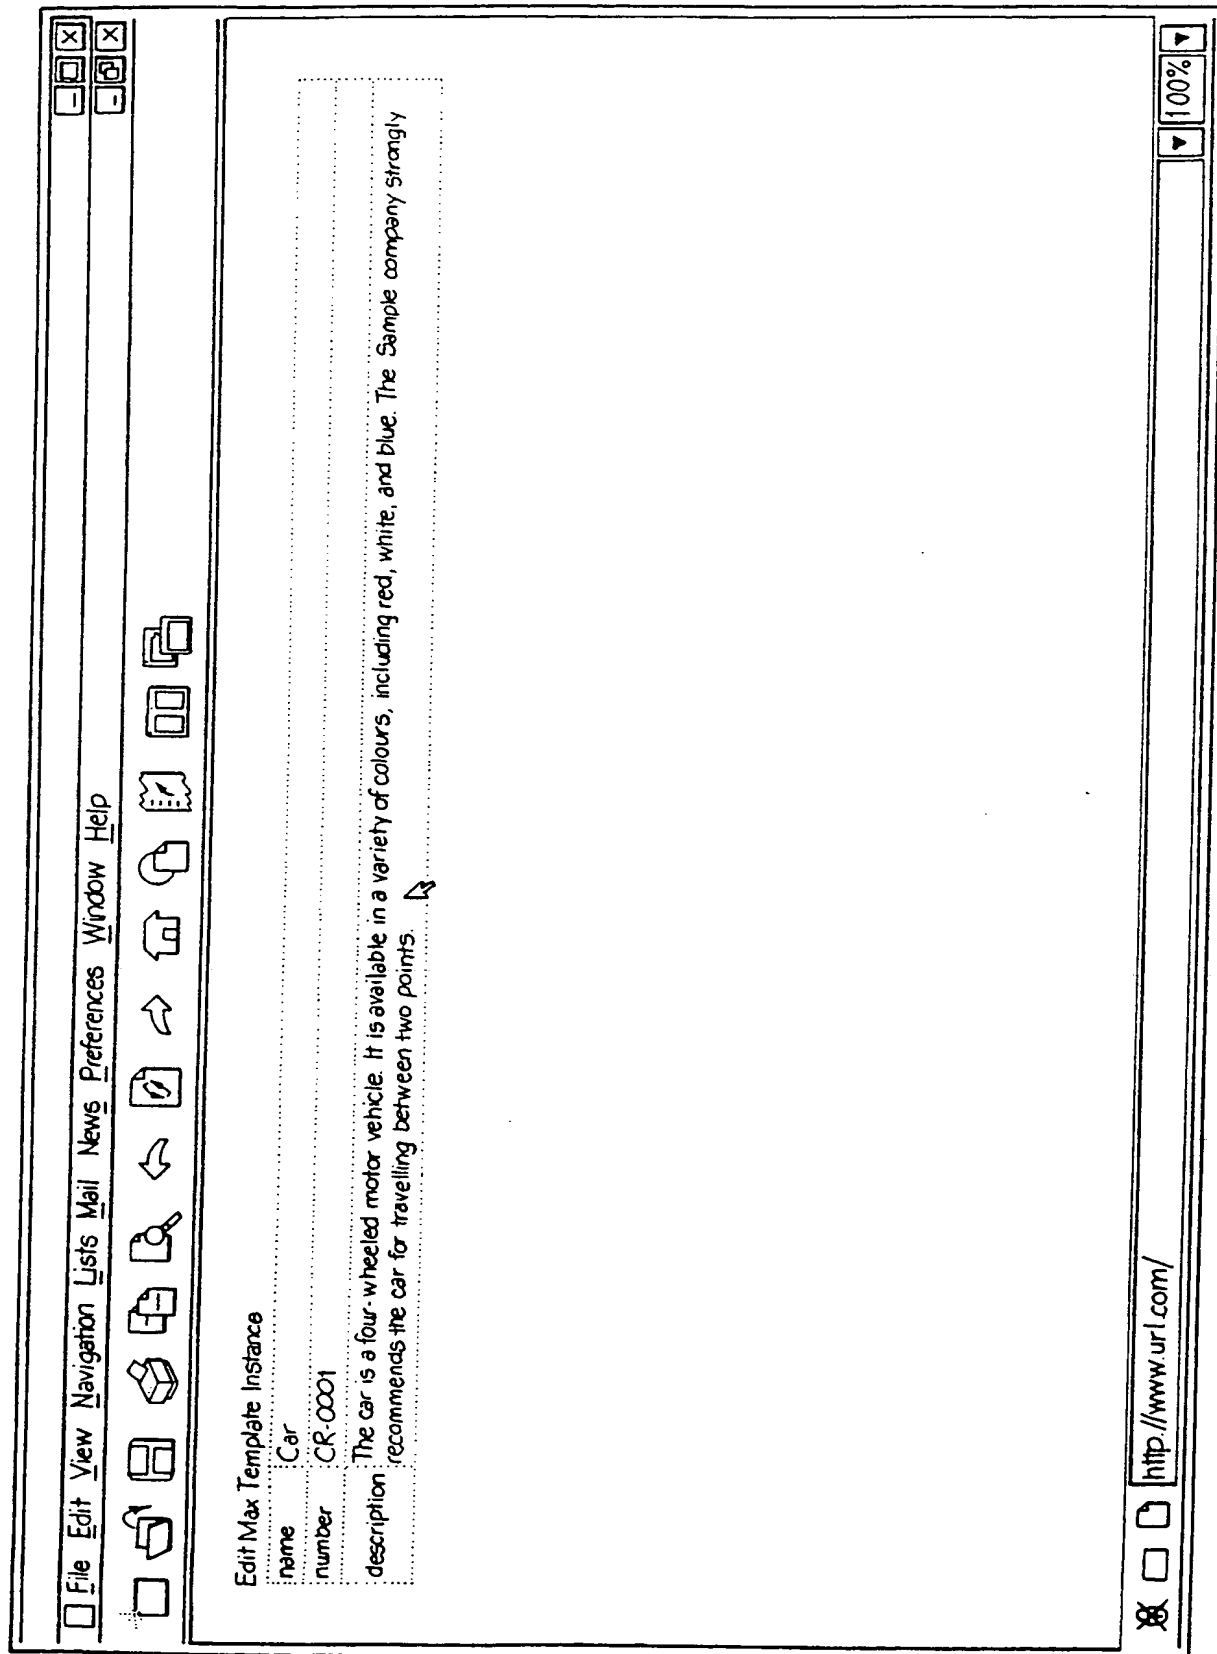 File Edit View Navigation Lists Mail News Preferences Window Help
Edit Max Template Instance
name Car
number CR-0001
description The car is a four-wheeled motor vehicle. It is available in a variety of colours, including red, white, and blue. The Sample company strongly
recommends the car for travelling between two points.
http://www.url.com/
100%